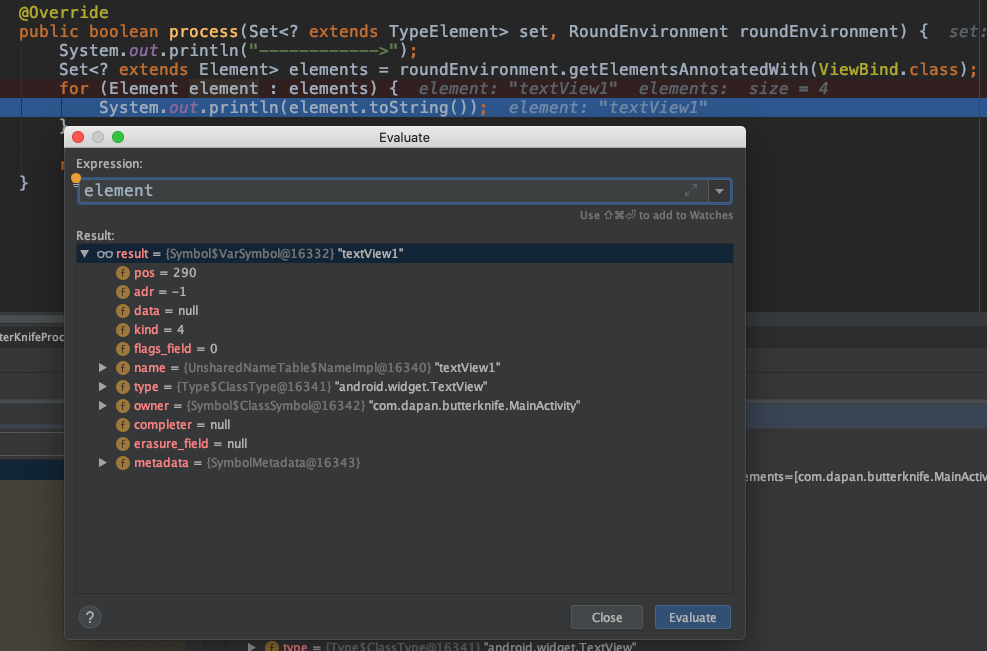 @Override
public boolean process(Set<? extends TypeElement> set, RoundEnvironment roundEnvironment) { set:
System.out.println("------------>");
Set<? extends Element> elements = roundEnvironment.getElementsAnnotatedWith(ViewBind.class);
for (Element element : elements) { element: "textView1" elements: size = 4
System.out.println(element.toString()); element: "textView1"
}
Evaluate
Expression:
element
Use ⇧⌘⏎ to add to Watches
}
Result:
result = {Symbol$VarSymbol@16332} "textView1"
pos = 290
adr = -1
data = null
kind = 4
terKnifeProc
flags_field = 0
name = {UnsharedNameTable$NameImpl@16340} "textView1"
type = {Type$ClassType@16341} "android.widget.TextView"
owner = {Symbol$ClassSymbol@16342} "com.dapan.butterknife.MainActivity"
completer = null
erasure_field = null
metadata = {SymbolMetadata@16343}
ements=[com.dapan.butterknife.MainActiv
?
Close
Evaluate
type = {Type$ClassType@16341} "android.widget.TextView"